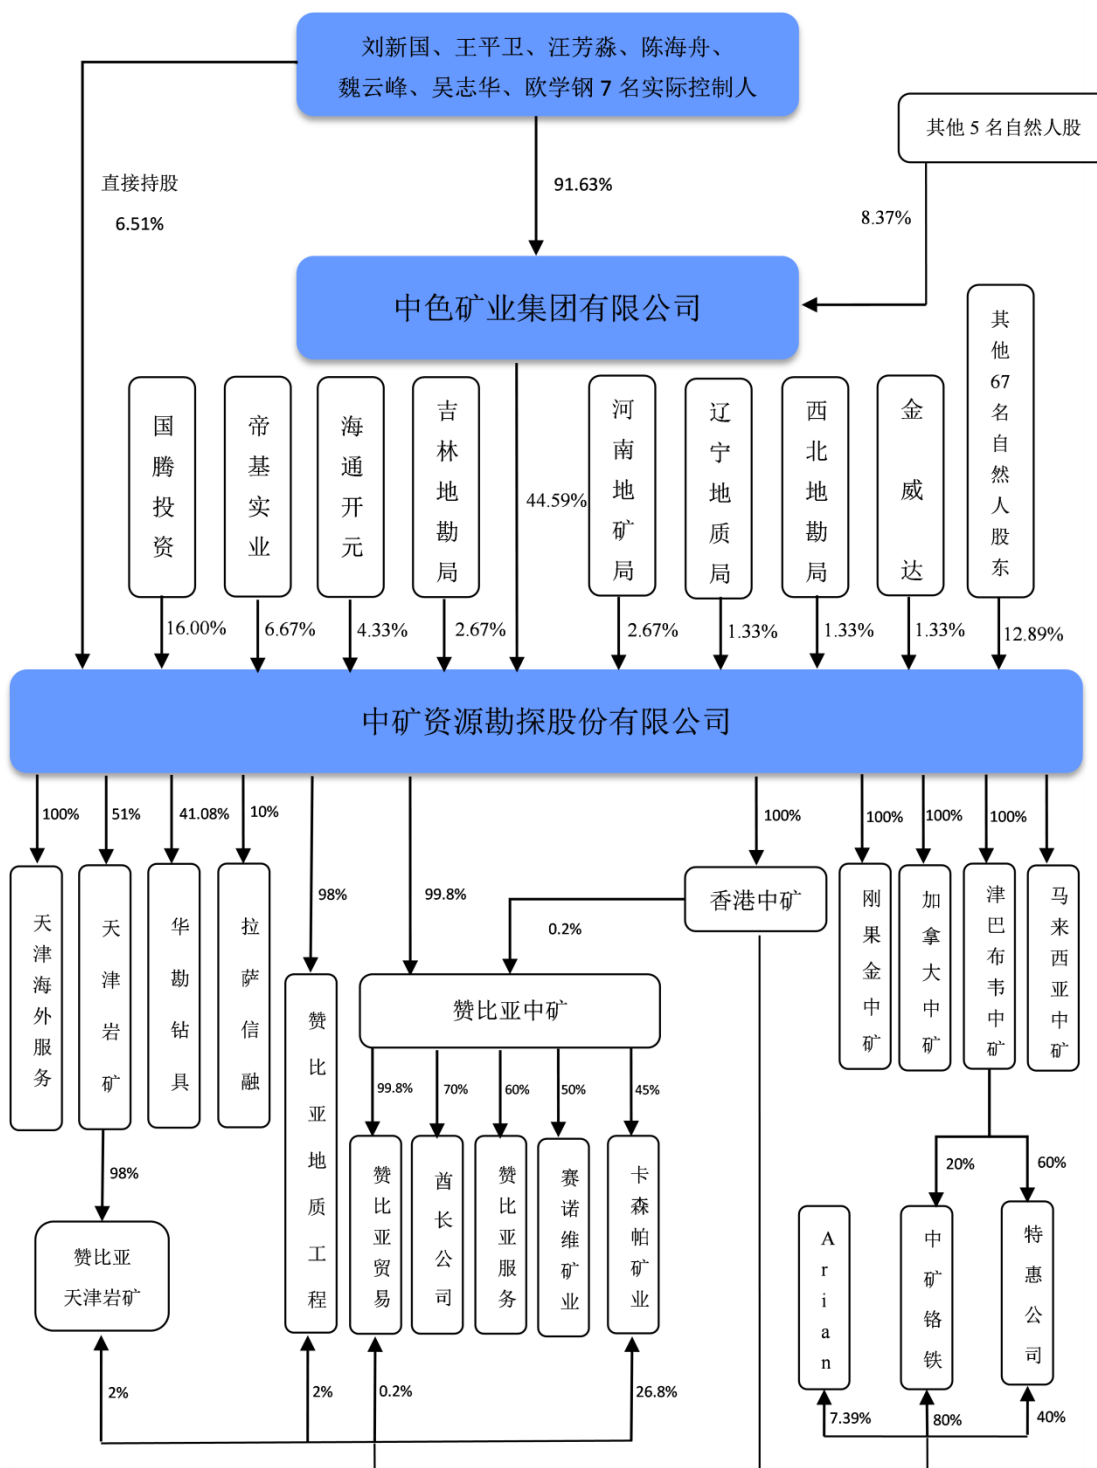 刘新国、王平卫、汪芳淼、陈海舟、
魏云峰、吴志华、欧学钢 7 名实际控制人
其他 5 名自然人股
直接持股
6.51%
91.63%
8.37%
中色矿业集团有限公司
国腾投资
帝基实业
海通开元
吉林地勘局
河南地矿局
辽宁地质局
西北地勘局
金威达
其他67名自然人股东
44.59%
16.00%
6.67%
4.33%
2.67%
2.67%
1.33%
1.33%
1.33%
12.89%
中矿资源勘探股份有限公司
100%
51%
41.08%
10%
98%
99.8%
100%
100%
100%
100%
天津海外服务
天津岩矿
华勘钻具
拉萨信融
香港中矿
刚果金中矿
加拿大中矿
津巴布韦中矿
马来西亚中矿
0.2%
赞比亚地质工程
赞比亚中矿
99.8%
70%
60%
50%
45%
98%
赞比亚贸易
酋长公司
赞比亚服务
赛诺维矿业
卡森帕矿业
20%
60%
赞比亚
天津岩矿
Arian
中矿铬铁
特惠公司
2%
2%
0.2%
26.8%
7.39%
80%
40%